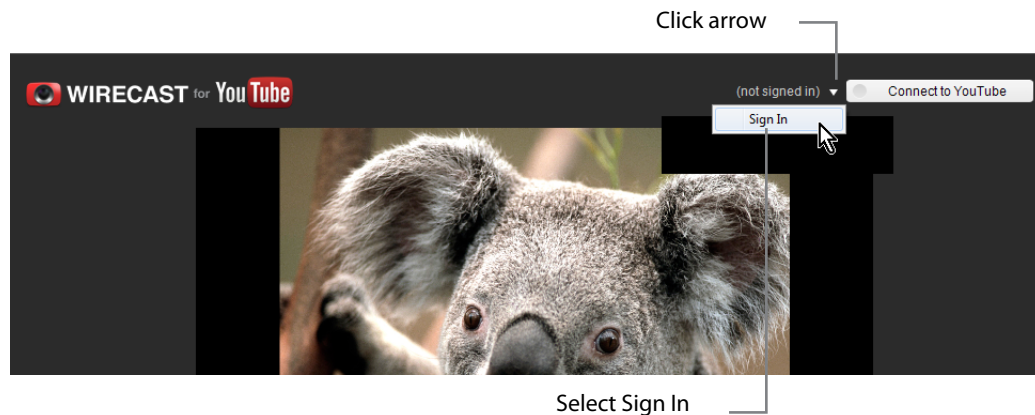 Click arrow
WIRECAST for YouTube
(not signed in) Connect to YouTube
Sign In
Select Sign In